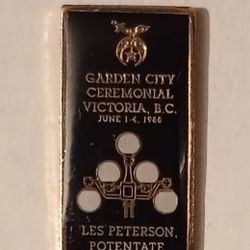 GARDEN CITY
CEREMONIAL
VICTORIA, B.C.
JUNE 1-4, 1988
LES PETERSON,
POTENTATE